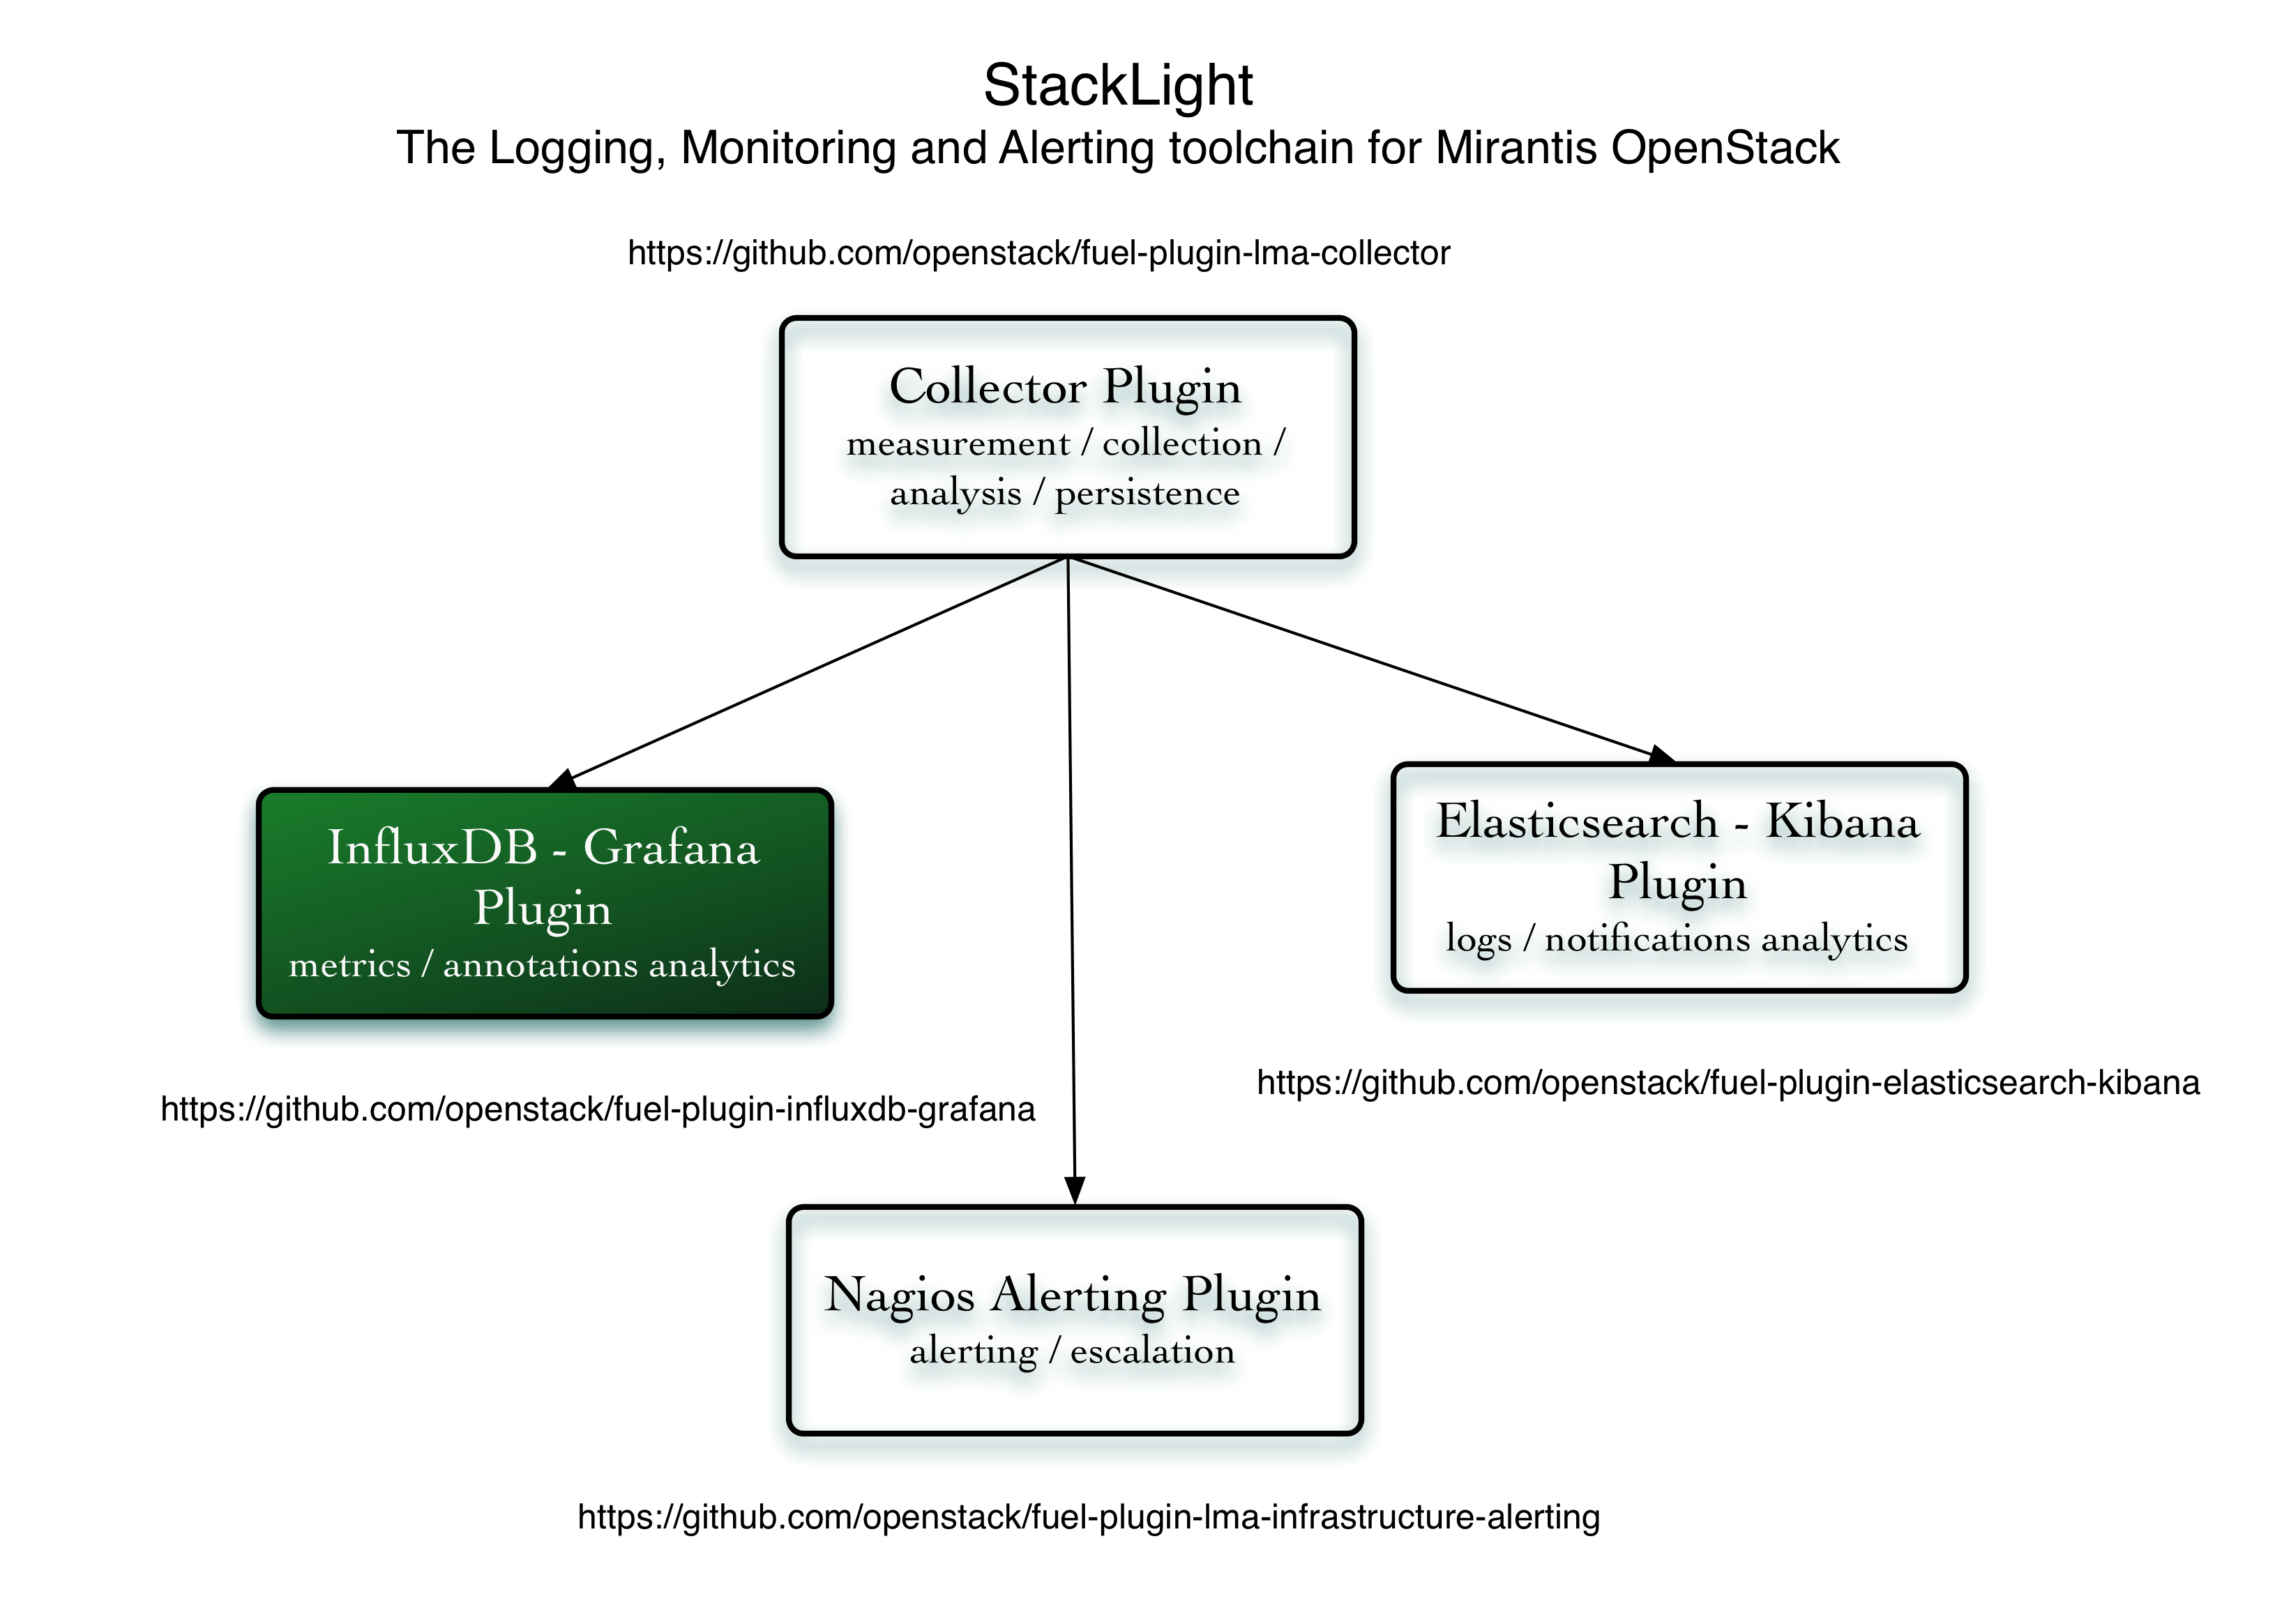 StackLight
The Logging, Monitoring and Alerting toolchain for Mirantis OpenStack
https://github.com/openstack/fuel-plugin-lma-collector
Collector Plugin
measurement / collection /
analysis / persistence
InfluxDB - Grafana
Plugin
metrics / annotations analytics
https://github.com/openstack/fuel-plugin-influxdb-grafana
Elasticsearch - Kibana
Plugin
logs / notifications analytics
https://github.com/openstack/fuel-plugin-elasticsearch-kibana
Nagios Alerting Plugin
alerting / escalation
https://github.com/openstack/fuel-plugin-lma-infrastructure-alerting